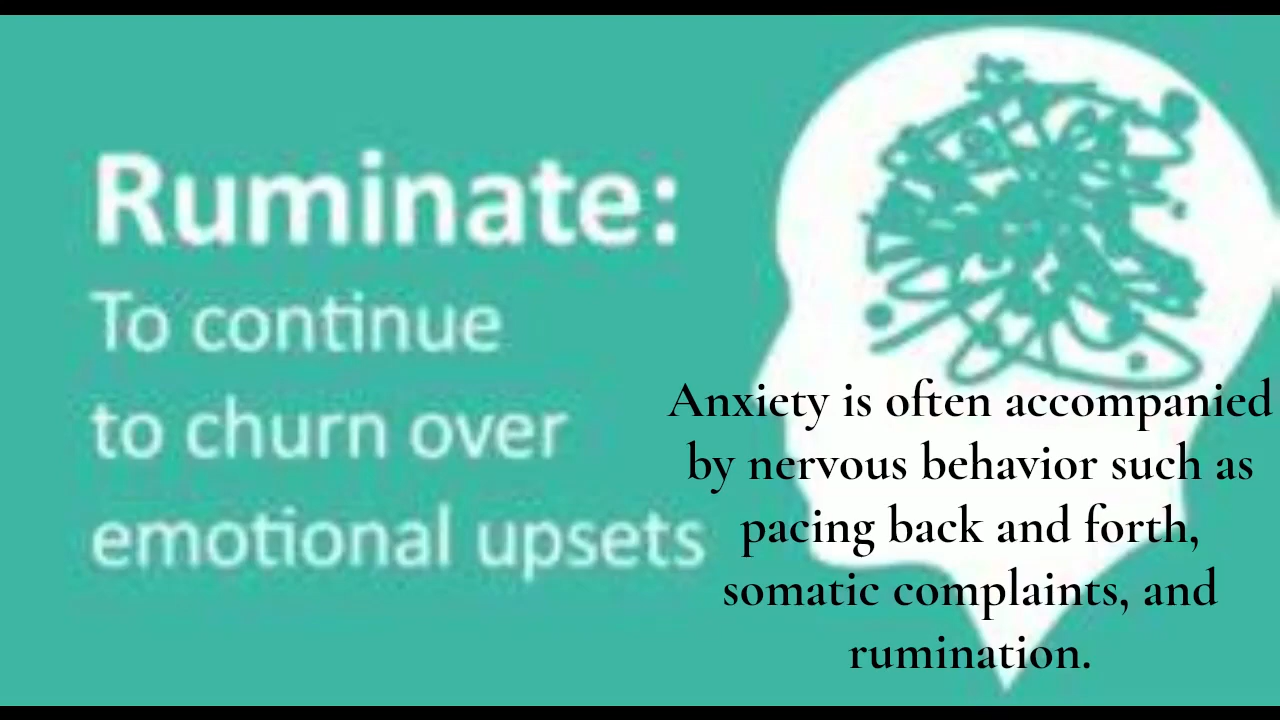 Ruminate:
To continue
to churn over
emotional upsets
Anxiety is often accompanied
by nervous behavior such as
pacing back and forth,
somatic complaints, and
rumination.